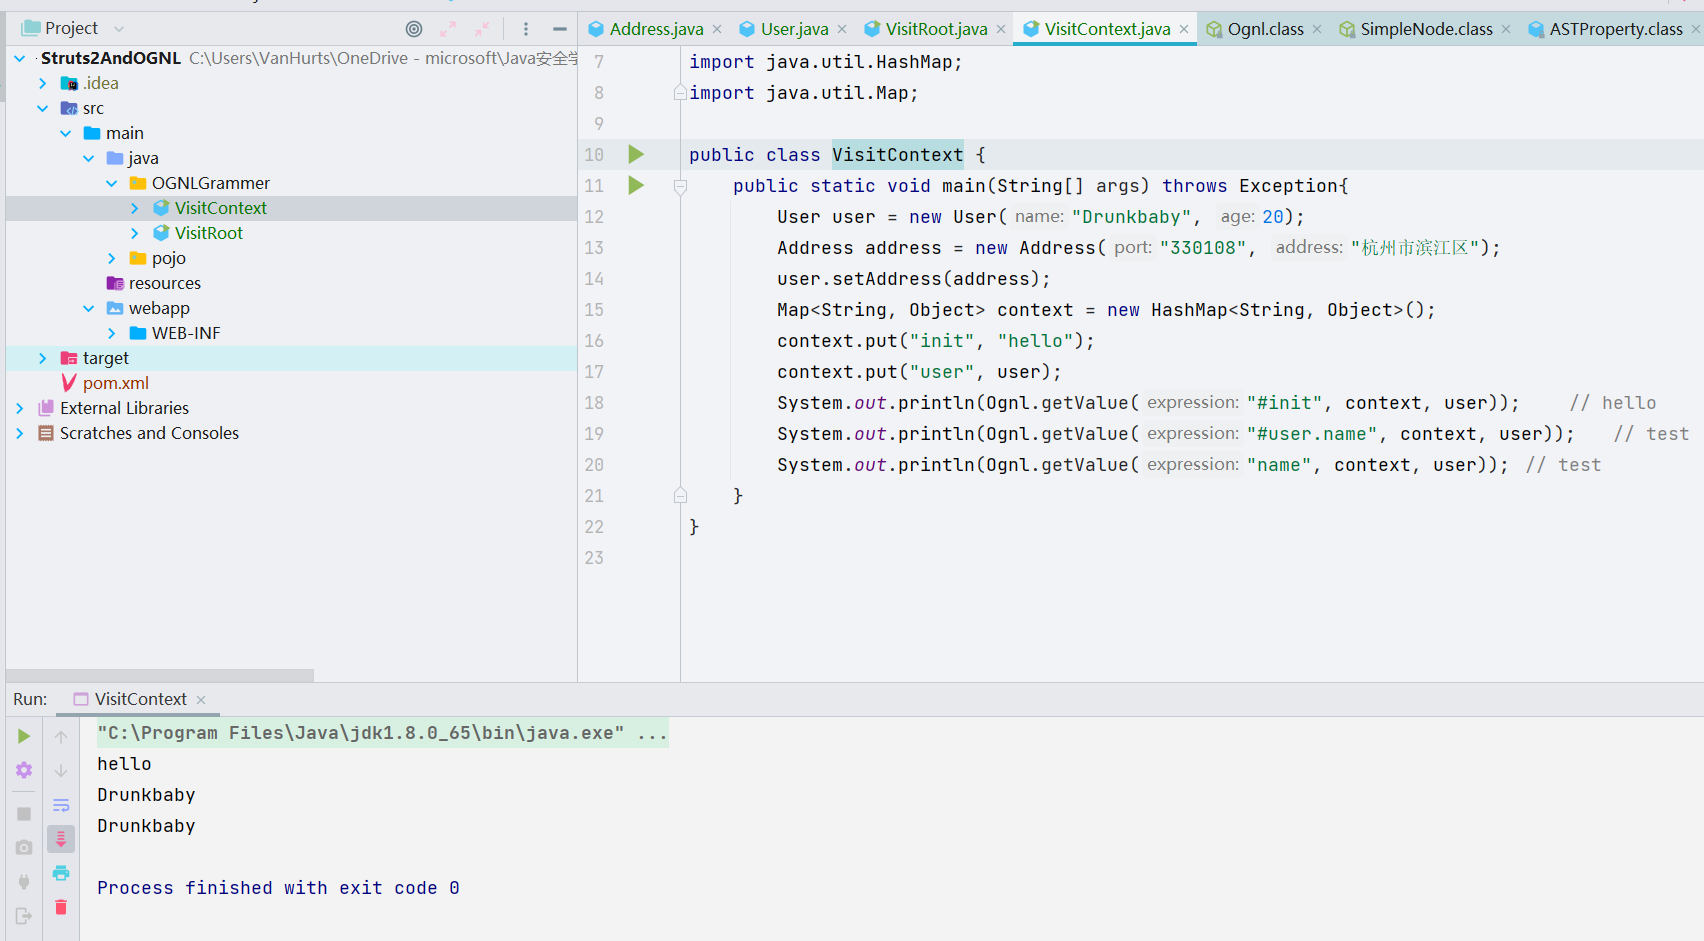 Project
Address.java
User.java
VisitRoot.java
VisitContext.java
Ognl.class
SimpleNode.class
ASTProperty.class
Struts2AndOGNL C:\Users\VanHurts\OneDrive - microsoft\Java安全学
.idea
src
main
java
OGNLGrammer
VisitContext
VisitRoot
pojo
resources
webapp
WEB-INF
target
pom.xml
External Libraries
Scratches and Consoles
7 import java.util.HashMap;
8 import java.util.Map;
9
10 public class VisitContext {
11 public static void main(String[] args) throws Exception{
12 User user = new User( name: "Drunkbaby", age: 20);
13 Address address = new Address( port: "330108", address: "杭州市滨江区");
14 user.setAddress(address);
15 Map<String, Object> context = new HashMap<String, Object>();
16 context.put("init", "hello");
17 context.put("user", user);
18 System.out.println(Ognl.getValue( expression: "#init", context, user)); // hello
19 System.out.println(Ognl.getValue( expression: "#user.name", context, user)); // test
20 System.out.println(Ognl.getValue( expression: "name", context, user)); // test
21 }
22 }
23
Run: VisitContext
"C:\Program Files\Java\jdk1.8.0_65\bin\java.exe" ...
hello
Drunkbaby
Drunkbaby
Process finished with exit code 0